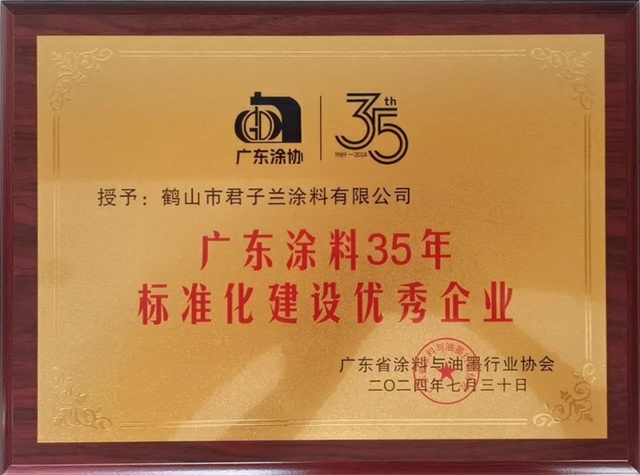 广东涂协
35th
1989-2024
授予：鹤山市君子兰涂料有限公司
广东涂料35年
标准化建设优秀企业
广东省涂料与油墨行业协会
二〇二四年七月三十日